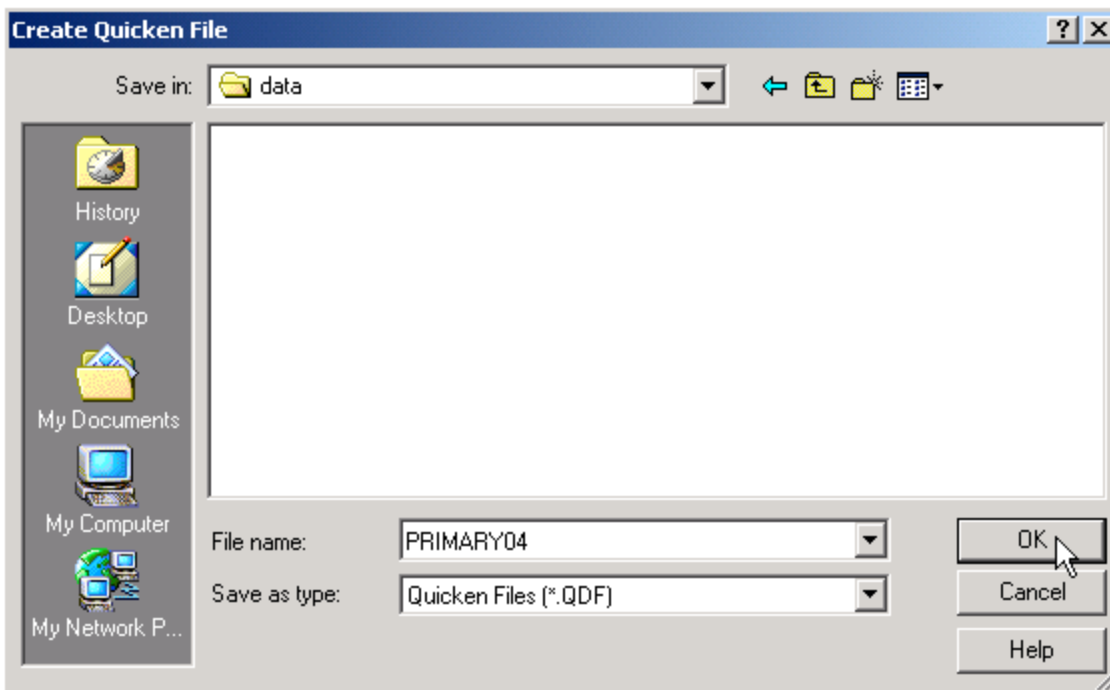 Create Quicken File
Save in: data
History
Desktop
My Documents
My Computer
My Network P...
File name: PRIMARY04
Save as type: Quicken Files (*.QDF)
OK
Cancel
Help